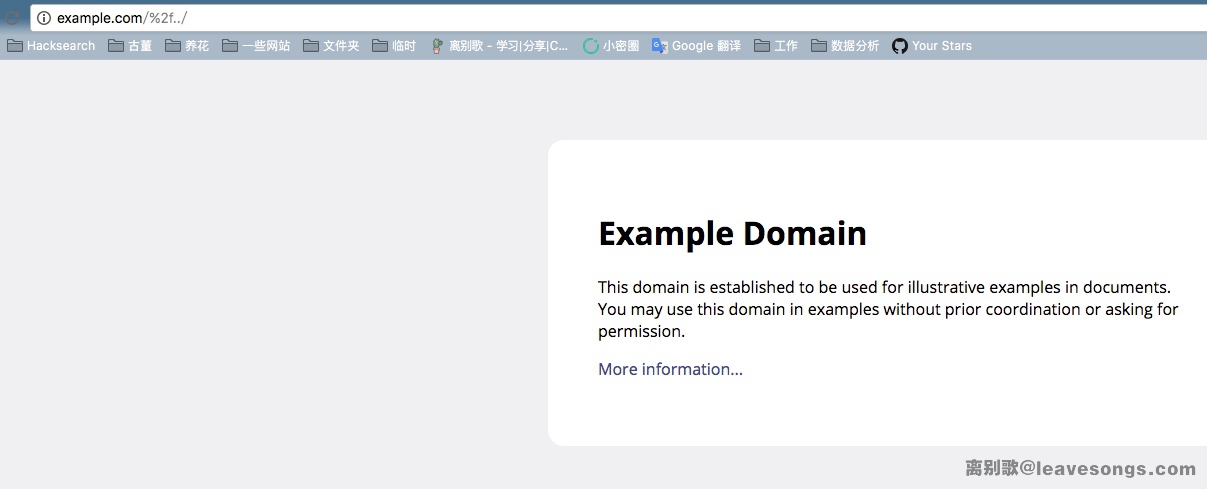 example.com/%2f../
Hacksearch 古董 养花 一些网站 文件夹 临时 离别歌 - 学习|分享|C... 小密圈 Google 翻译 工作 数据分析 Your Stars
Example Domain
This domain is established to be used for illustrative examples in documents.
You may use this domain in examples without prior coordination or asking for
permission.
More information...
离别歌@leavesongs.com